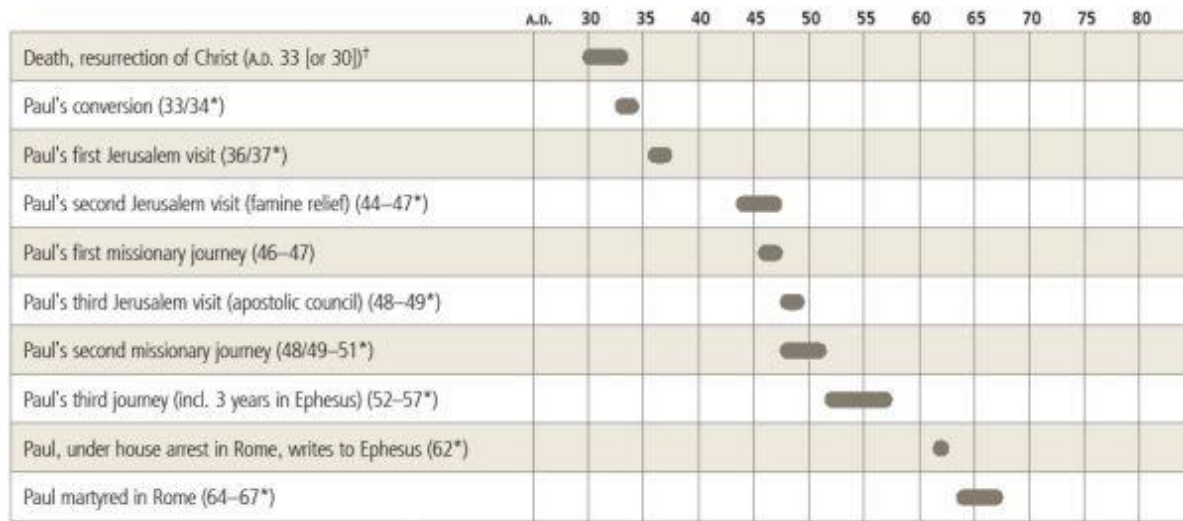 A.D. 30 35 40 45 50 55 60 62 65 70 75 80
Death, resurrection of Christ (A.D. 33 [or 30])†
Paul's conversion (33/34*)
Paul's first Jerusalem visit (36/37*)
Paul's second Jerusalem visit (famine relief) (44–47*)
Paul's first missionary journey (46–47)
Paul's third Jerusalem visit (apostolic council) (48–49*)
Paul's second missionary journey (48/49–51*)
Paul's third journey (incl. 3 years in Ephesus) (52–57*)
Paul, under house arrest in Rome, writes to Ephesus (62*)
Paul martyred in Rome (64–67*)